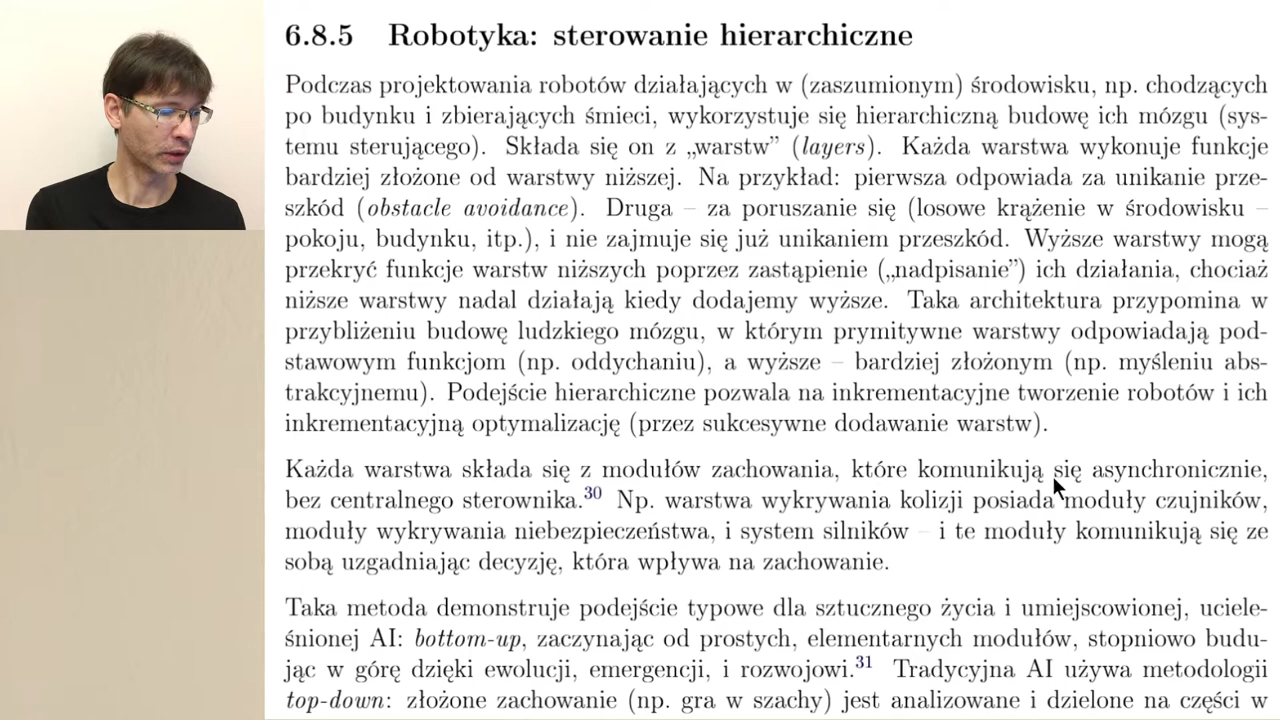 6.8.5 Robotyka: sterowanie hierarchiczne
Podczas projektowania robotów działających w (zaszumionym) środowisku, np. chodzących
po budynku i zbierających śmieci, wykorzystuje się hierarchiczną budowę ich mózgu (sys-
temu sterującego). Składa się on z „warstw” (layers). Każda warstwa wykonuje funkcje
bardziej złożone od warstwy niższej. Na przykład: pierwsza odpowiada za unikanie prze-
szkód (obstacle avoidance). Druga – za poruszanie się (losowe krążenie w środowisku –
pokoju, budynku, itp.), i nie zajmuje się już unikaniem przeszkód. Wyższe warstwy mogą
przekryć funkcje warstw niższych poprzez zastąpienie („nadpisanie”) ich działania, chociaż
niższe warstwy nadal działają kiedy dodajemy wyższe. Taka architektura przypomina w
przybliżeniu budowę ludzkiego mózgu, w którym prymitywne warstwy odpowiadają pod-
stawowym funkcjom (np. oddychaniu), a wyższe – bardziej złożonym (np. myśleniu abs-
trakcyjnemu). Podejście hierarchiczne pozwala na inkrementacyjne tworzenie robotów i ich
inkrementacyjną optymalizację (przez sukcesywne dodawanie warstw).
Każda warstwa składa się z modułów zachowania, które komunikują się asynchronicznie,
bez centralnego sterownika.30 Np. warstwa wykrywania kolizji posiada moduły czujników,
moduły wykrywania niebezpieczeństwa, i system silników – i te moduły komunikują się ze
sobą uzgadniając decyzję, która wpływa na zachowanie.
Taka metoda demonstruje podejście typowe dla sztucznego życia i umiejscowionej, uciele-
śnionej AI: bottom-up, zaczynając od prostych, elementarnych modułów, stopniowo budu-
jąc w górę dzięki ewolucji, emergencji, i rozwojowi.31 Tradycyjna AI używa metodologii
top-down: złożone zachowanie (np. gra w szachy) jest analizowane i dzielone na części w